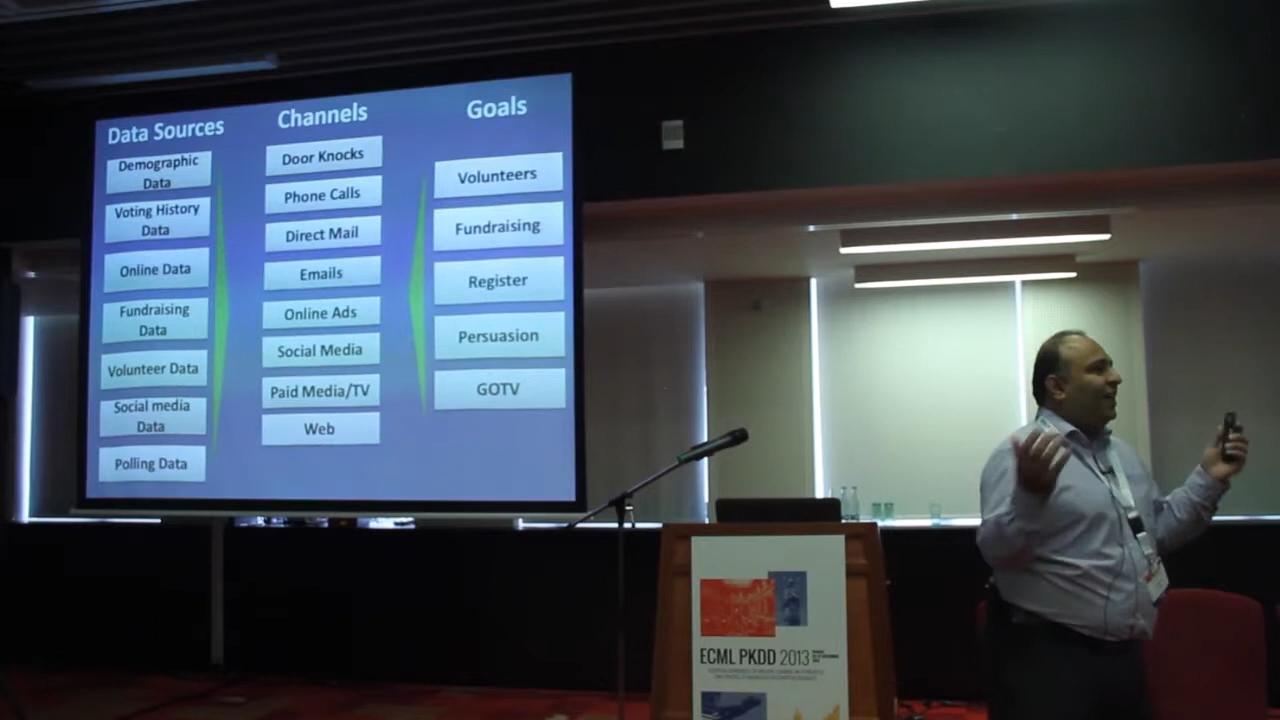 Data Sources
Demographic
Data
Voting History
Data
Online Data
Fundraising
Data
Volunteer Data
Social media
Data
Polling Data
Channels
Door Knocks
Phone Calls
Direct Mail
Emails
Online Ads
Social Media
Paid Media/TV
Web
Goals
Volunteers
Fundraising
Register
Persuasion
GOTV
ECML PKDD 2013